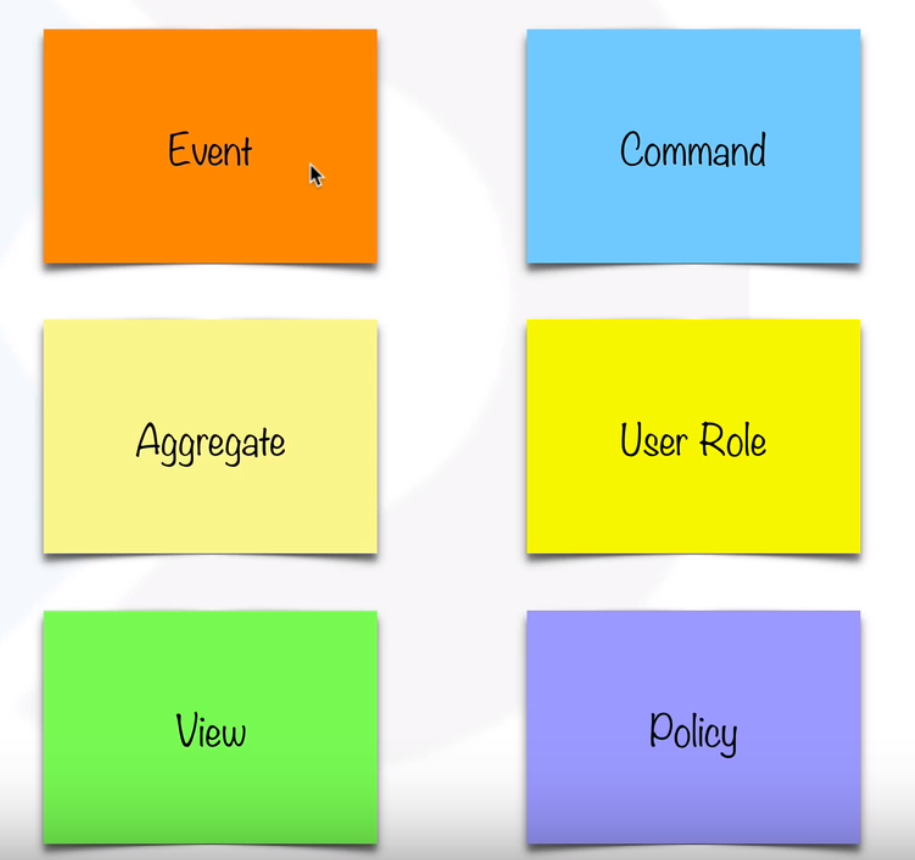 Event
Command
Aggregate
User Role
View
Policy